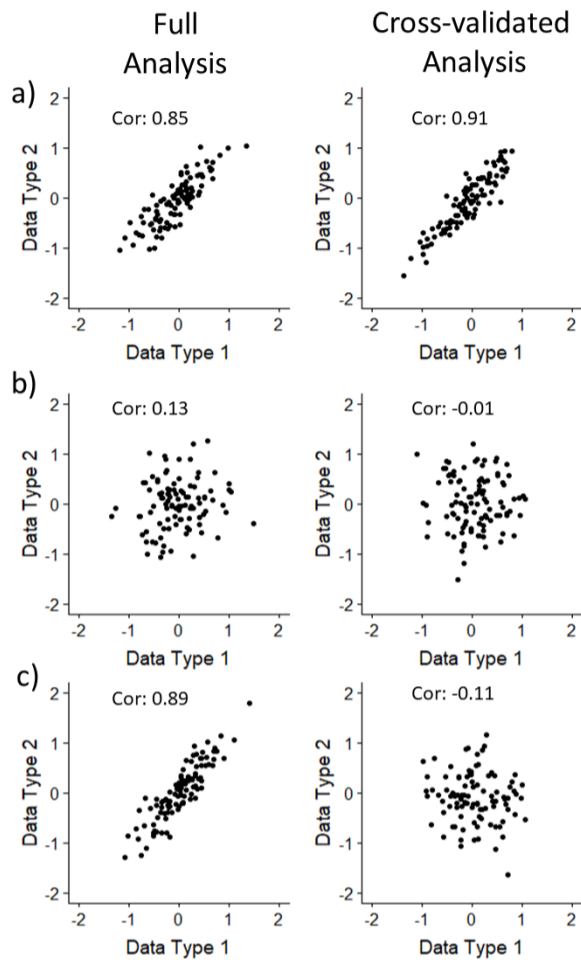 Full
Analysis
Cross-validated
Analysis
a)
Cor: 0.85
2
1
0
-1
-2
Data Type 2
-2 -1 0 1 2
Data Type 1
Cor: 0.91
2
1
0
-1
-2
Data Type 2
-2 -1 0 1 2
Data Type 1
b)
Cor: 0.13
2
1
0
-1
-2
Data Type 2
-2 -1 0 1 2
Data Type 1
Cor: -0.01
2
1
0
-1
-2
Data Type 2
-2 -1 0 1 2
Data Type 1
c)
Cor: 0.89
2
1
0
-1
-2
Data Type 2
-2 -1 0 1 2
Data Type 1
Cor: -0.11
2
1
0
-1
-2
Data Type 2
-2 -1 0 1 2
Data Type 1